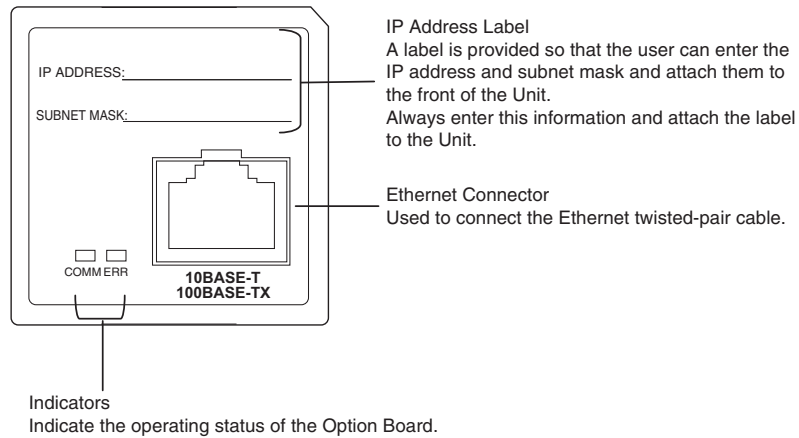 IP Address Label
A label is provided so that the user can enter the
IP address and subnet mask and attach them to
the front of the Unit.
Always enter this information and attach the label
to the Unit.
IP ADDRESS:
SUBNET MASK:
Ethernet Connector
Used to connect the Ethernet twisted-pair cable.
COMM ERR
10BASE-T
100BASE-TX
Indicators
Indicate the operating status of the Option Board.